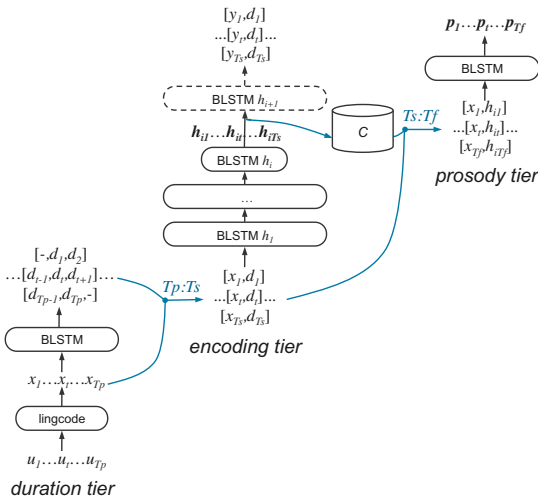 [y1, d1]
...[yt, dt]...
[yTs, dTs]
BLSTM hi+1
hi1...hit...hiTs
BLSTM hi
...
BLSTM h1
[x1, d1]
...[xt, dt]...
[xTs, dTs]
encoding tier
C
Ts:Tf
p1...pt...pTf
BLSTM
[x1, hi1]
...[xt, hit]...
[xTf, hiTf]
prosody tier
[-, d1, d2]
...[dt-1, dt, dt+1]...
[dTp-1, dTp, -]
Tp:Ts
BLSTM
x1...xt...xTp
lingcode
u1...ut...uTp
duration tier